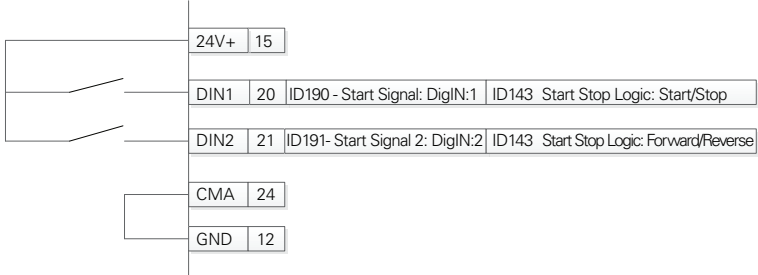 24V+ 15
DIN1 20 ID190 - Start Signal: DigIN:1 ID143 Start Stop Logic: Start/Stop
DIN2 21 ID191- Start Signal 2: DigIN:2 ID143 Start Stop Logic: Forward/Reverse
CMA 24
GND 12